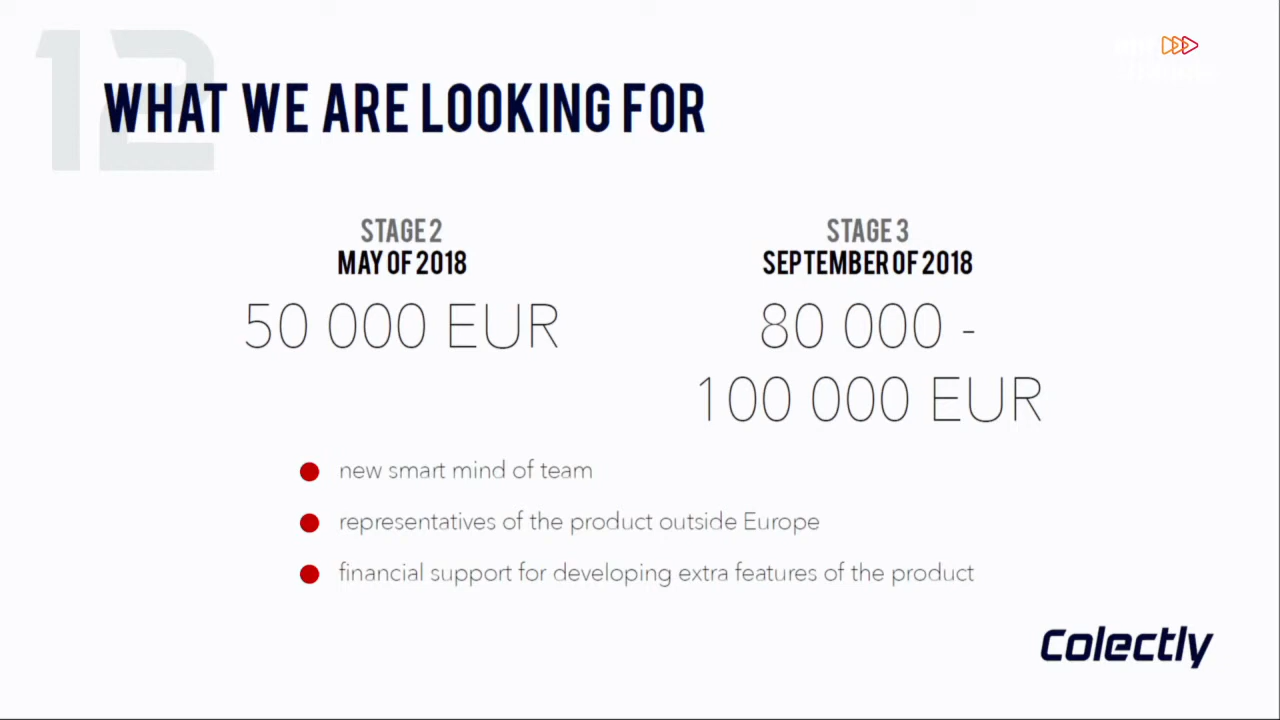 12
WHAT WE ARE LOOKING FOR
STAGE 2
MAY OF 2018
50 000 EUR
STAGE 3
SEPTEMBER OF 2018
80 000 -
100 000 EUR
new smart mind of team
representatives of the product outside Europe
financial support for developing extra features of the product
Colectly